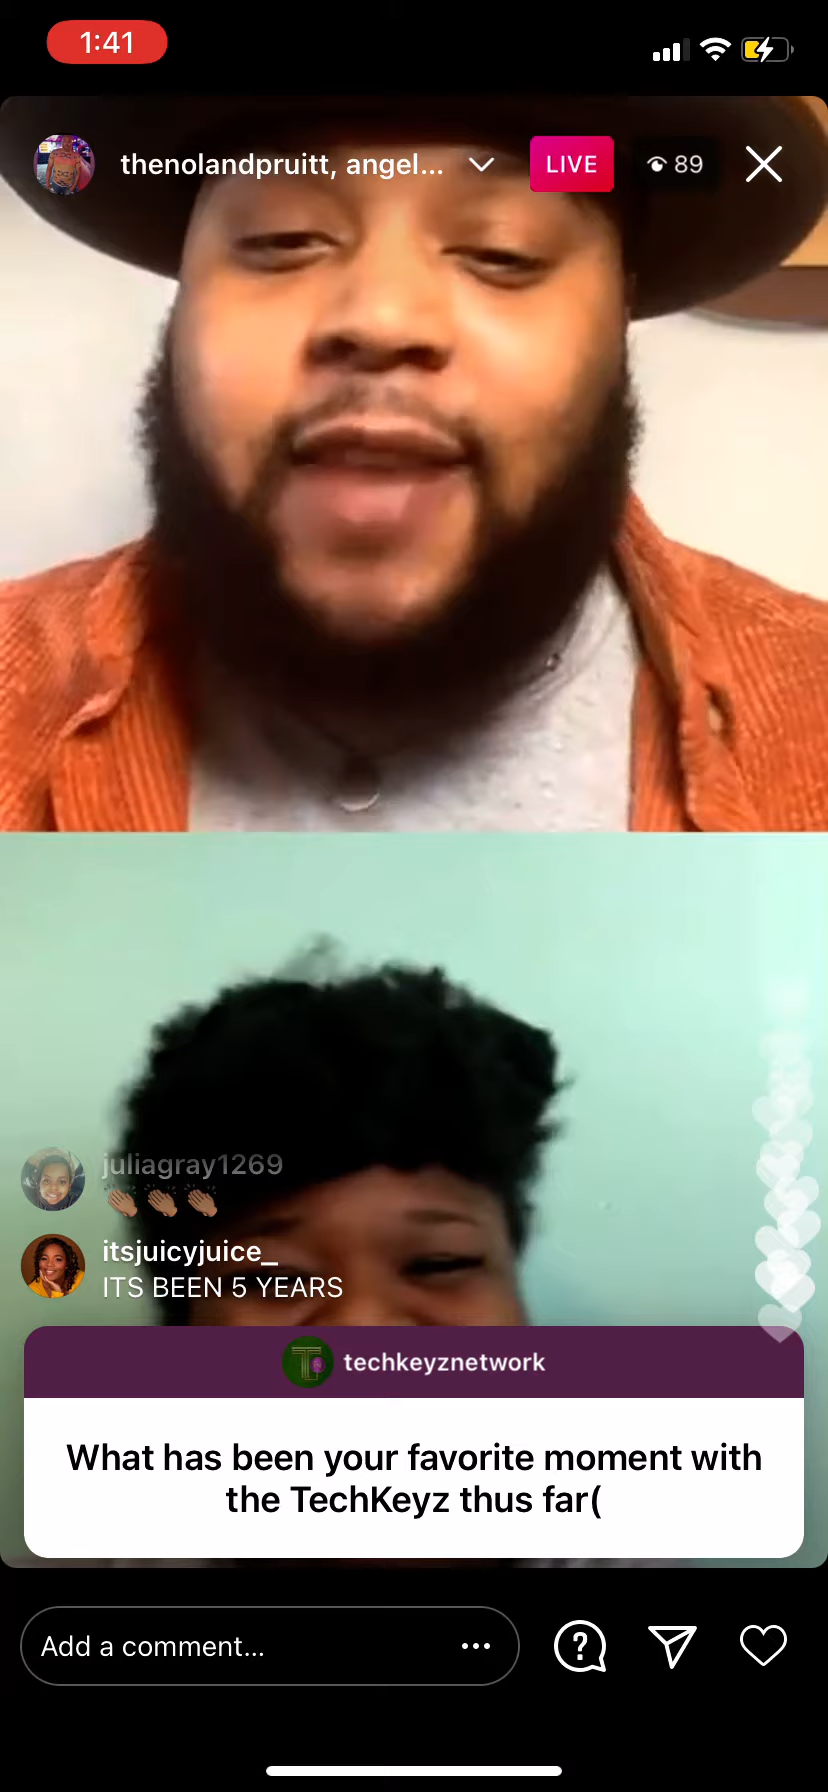 1:41
thenolandpruitt, angel...
LIVE
89
juliagray1269
👏🏽👏🏽👏🏽
itsjuicyjuice_
ITS BEEN 5 YEARS
techkeyznetwork
What has been your favorite moment with
the TechKeyz thus far(
Add a comment...